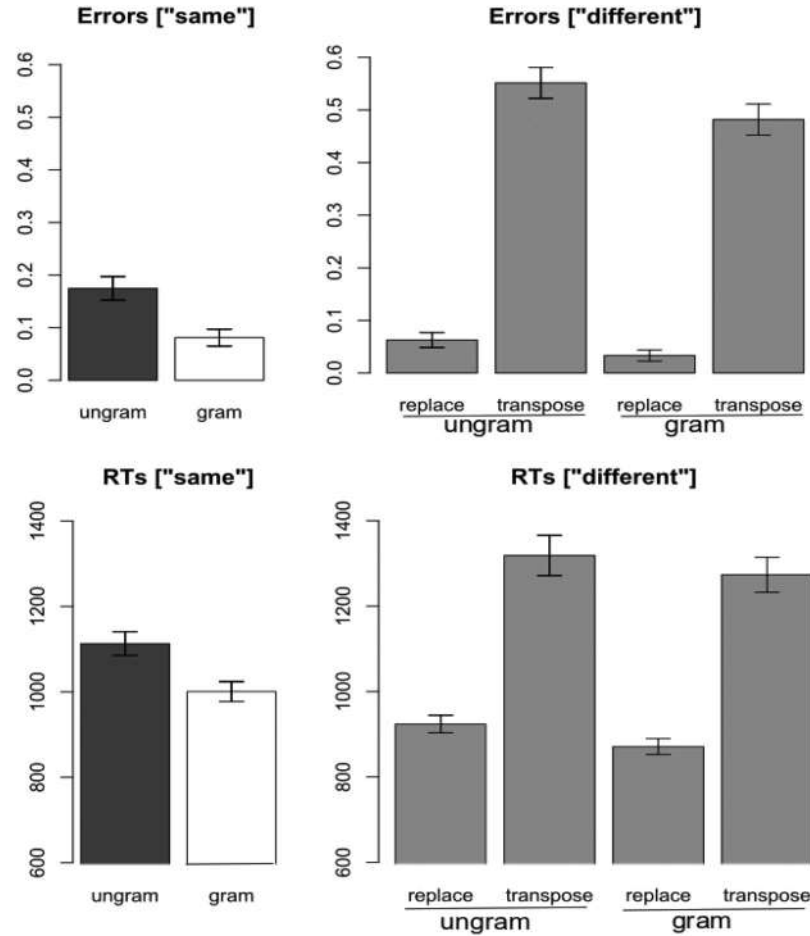 Errors ["same"]
0.6
0.5
0.4
0.3
0.2
0.1
0.0
ungram gram
Errors ["different"]
0.6
0.5
0.4
0.3
0.2
0.1
0.0
replace transpose replace transpose
ungram gram
RTs ["same"]
1400
1200
1000
800
600
ungram gram
RTs ["different"]
1400
1200
1000
800
600
replace transpose replace transpose
ungram gram